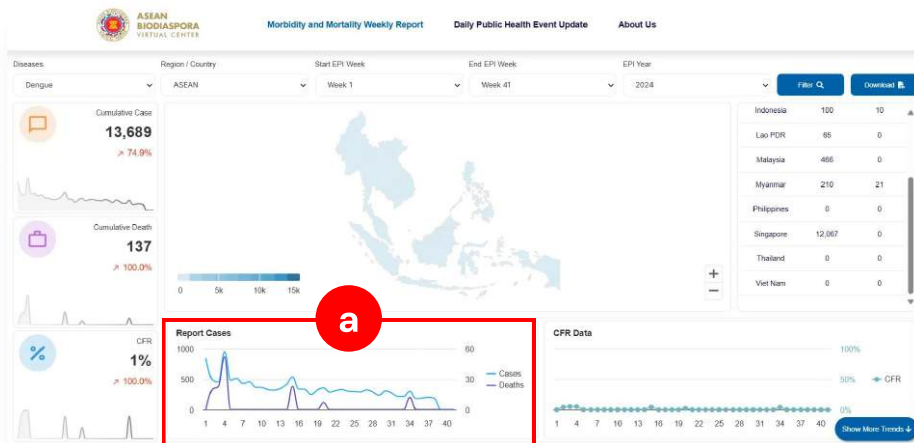 ASEAN
BIODIASPORA
VIRTUAL CENTER
Morbidity and Mortality Weekly Report
Daily Public Health Event Update
About Us
Diseases
Region / Country
Start EPI Week
End EPI Week
EPI Year
Dengue
ASEAN
Week 1
Week 41
2024
Filter
Download
Cumulative Case
13,689
74.9%
Cumulative Death
137
100.0%
CFR
1%
100.0%
0 5k 10k 15k
+
−
Indonesia 100 10
Lao PDR 65 0
Malaysia 466 0
Myanmar 210 21
Philippines 0 0
Singapore 12,067 0
Thailand 0 0
Viet Nam 0 0
a
Report Cases
1000 60
500 30
0 0
Cases
Deaths
1 4 7 10 13 16 19 22 25 28 31 34 37 40
CFR Data
100%
50%
0%
CFR
1 4 7 10 13 16 19 22 25 28 31 34 37 40
Show More Trends